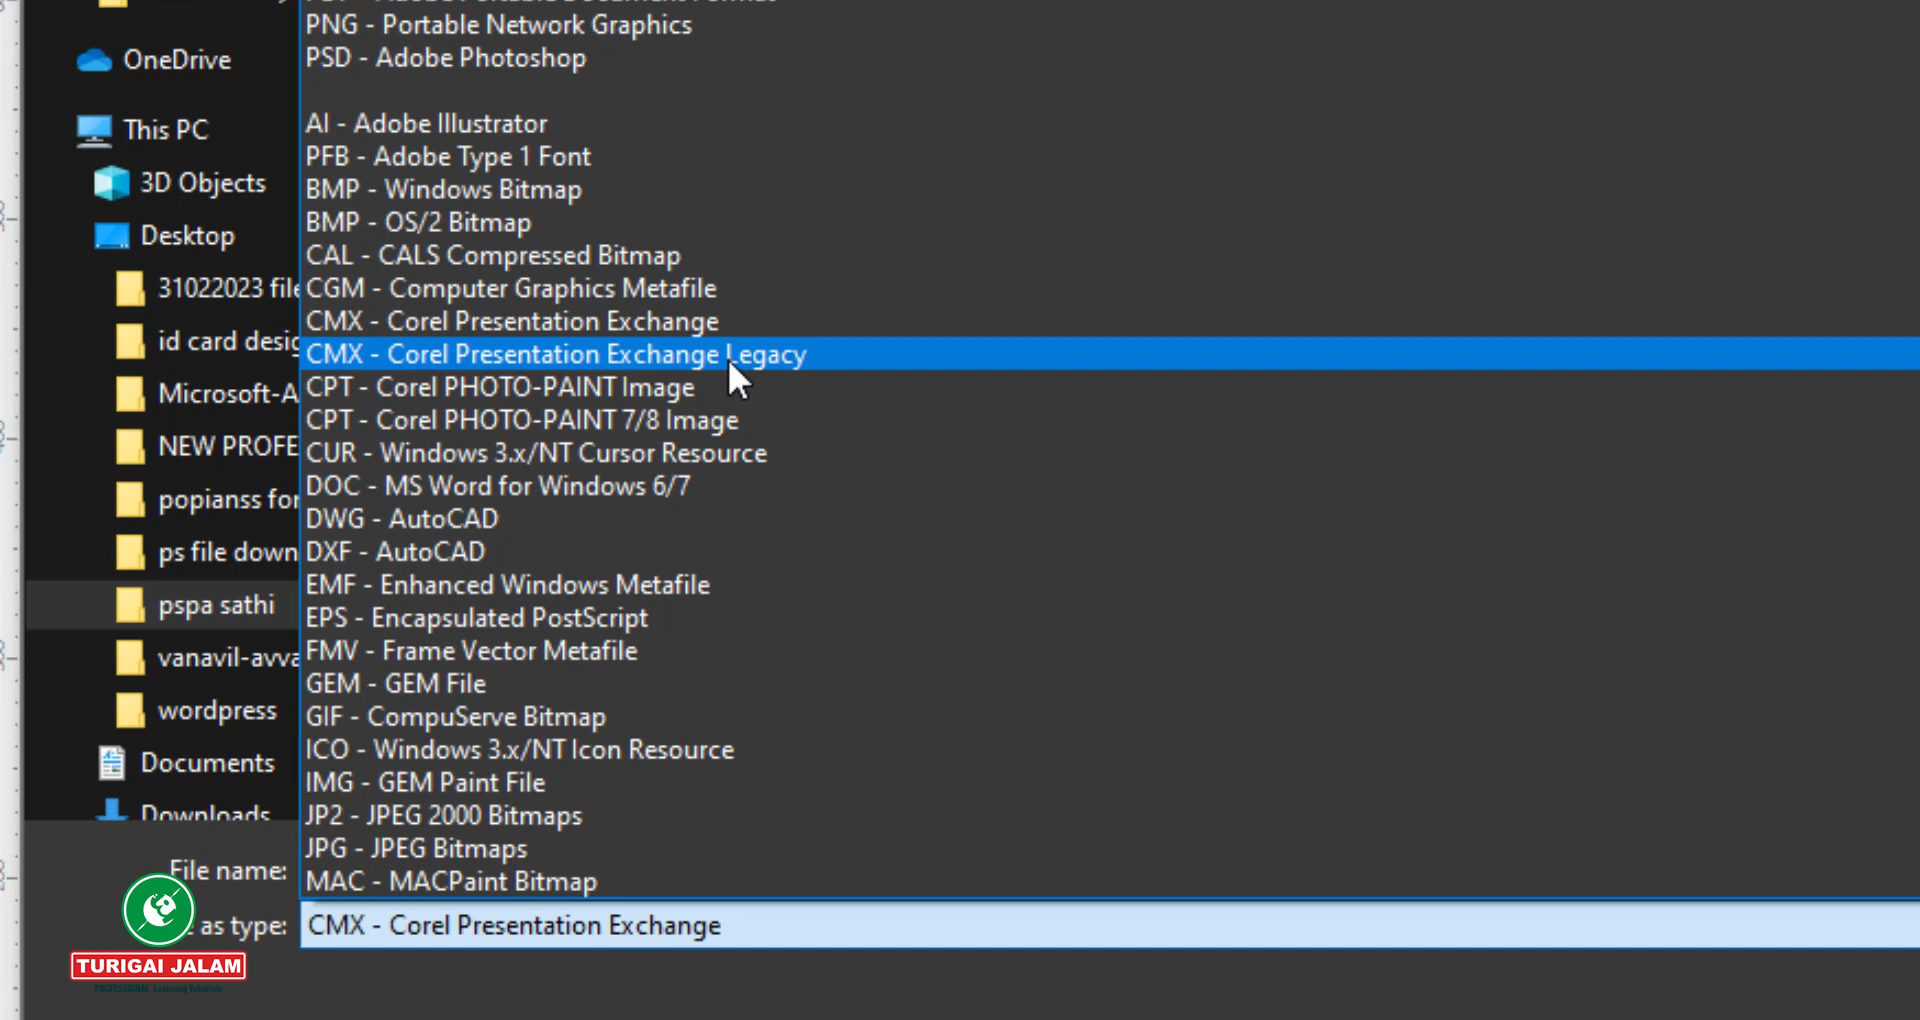 PNG - Portable Network Graphics
OneDrive
PSD - Adobe Photoshop
This PC
AI - Adobe Illustrator
PFB - Adobe Type 1 Font
3D Objects
BMP - Windows Bitmap
BMP - OS/2 Bitmap
Desktop
CAL - CALS Compressed Bitmap
31022023 file
CGM - Computer Graphics Metafile
CMX - Corel Presentation Exchange
id card desig
CMX - Corel Presentation Exchange Legacy
Microsoft-A
CPT - Corel PHOTO-PAINT Image
CPT - Corel PHOTO-PAINT 7/8 Image
NEW PROFE
CUR - Windows 3.x/NT Cursor Resource
popianss for
DOC - MS Word for Windows 6/7
DWG - AutoCAD
ps file down
DXF - AutoCAD
EMF - Enhanced Windows Metafile
pspa sathi
EPS - Encapsulated PostScript
vanavil-avva
FMV - Frame Vector Metafile
GEM - GEM File
wordpress
GIF - CompuServe Bitmap
ICO - Windows 3.x/NT Icon Resource
Documents
IMG - GEM Paint File
Downloads
JP2 - JPEG 2000 Bitmaps
JPG - JPEG Bitmaps
File name:
MAC - MACPaint Bitmap
as type:
CMX - Corel Presentation Exchange
TURIGAI JALAM
PROFESSIONAL Learning Tutorials